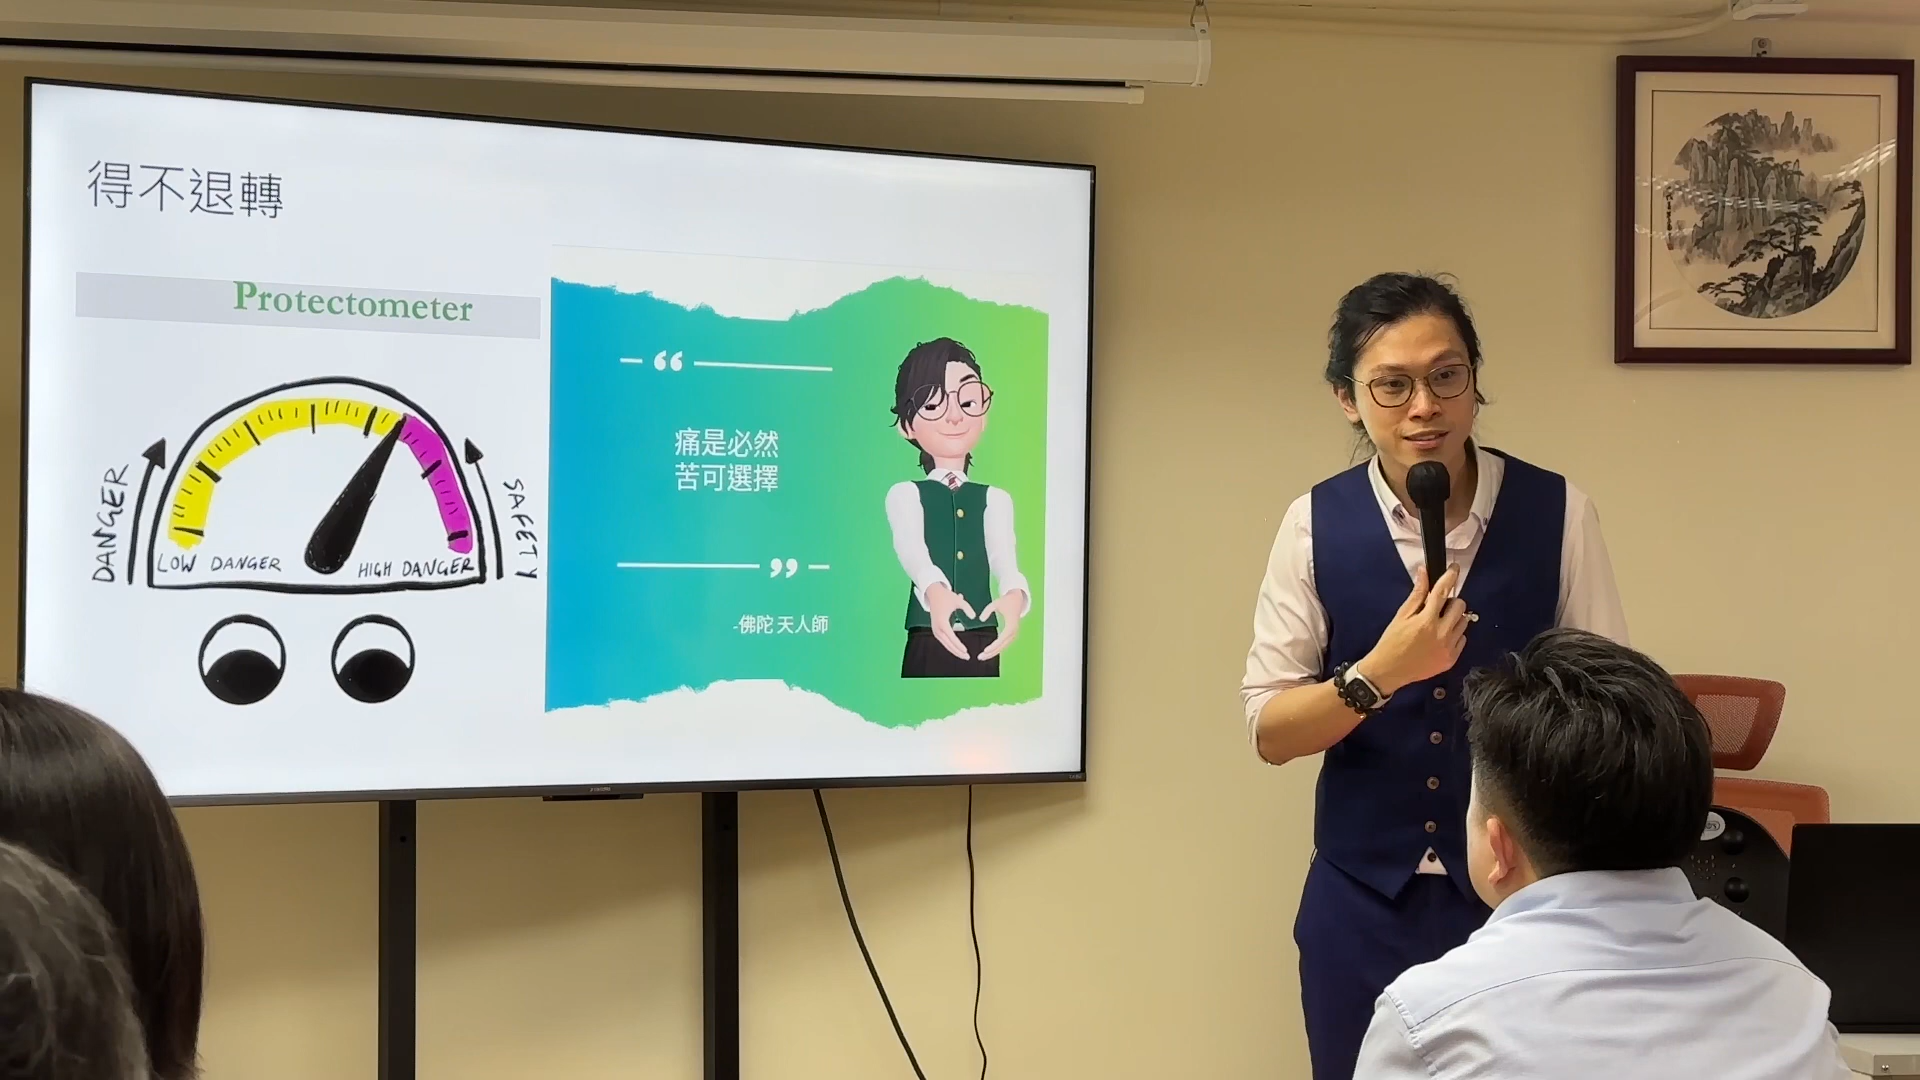 得不退轉
Protectometer
DANGER
SAFETY
LOW DANGER
HIGH DANGER
“
痛是必然
苦可選擇
”
-佛陀 天人師